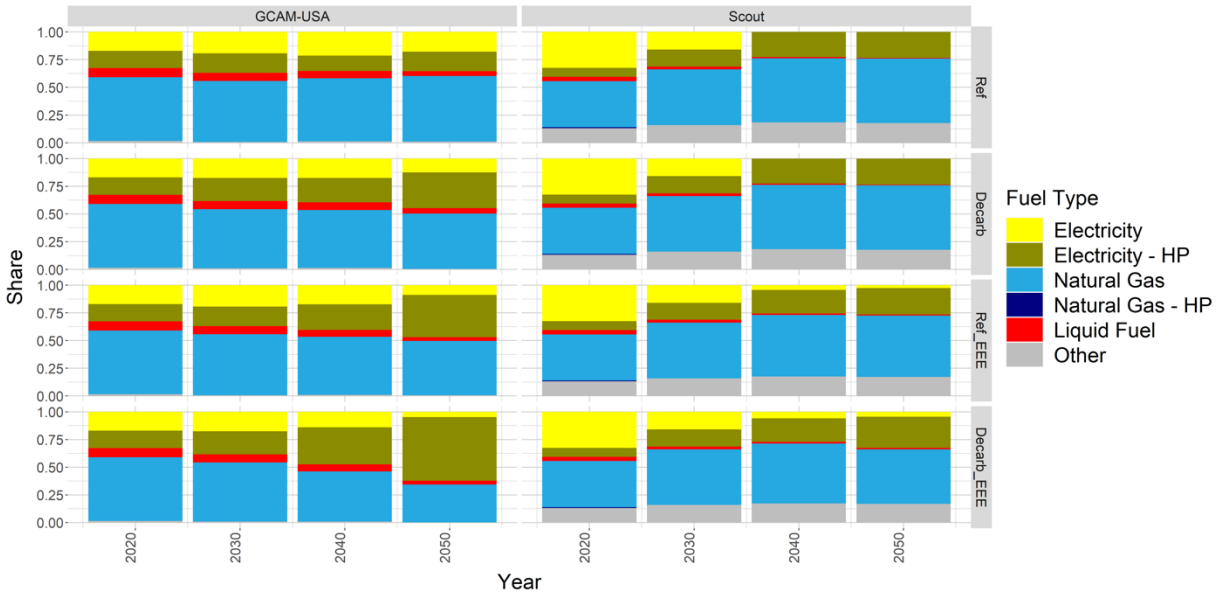 GCAM-USA
Scout
1.00
0.75
0.50
0.25
0.00
Ref
1.00
0.75
0.50
0.25
0.00
Decarb
1.00
0.75
0.50
0.25
0.00
Ref_EEE
1.00
0.75
0.50
0.25
0.00
Decarb_EEE
Share
2020
2030
2040
2050
2020
2030
2040
2050
Year
Fuel Type
Electricity
Electricity - HP
Natural Gas
Natural Gas - HP
Liquid Fuel
Other